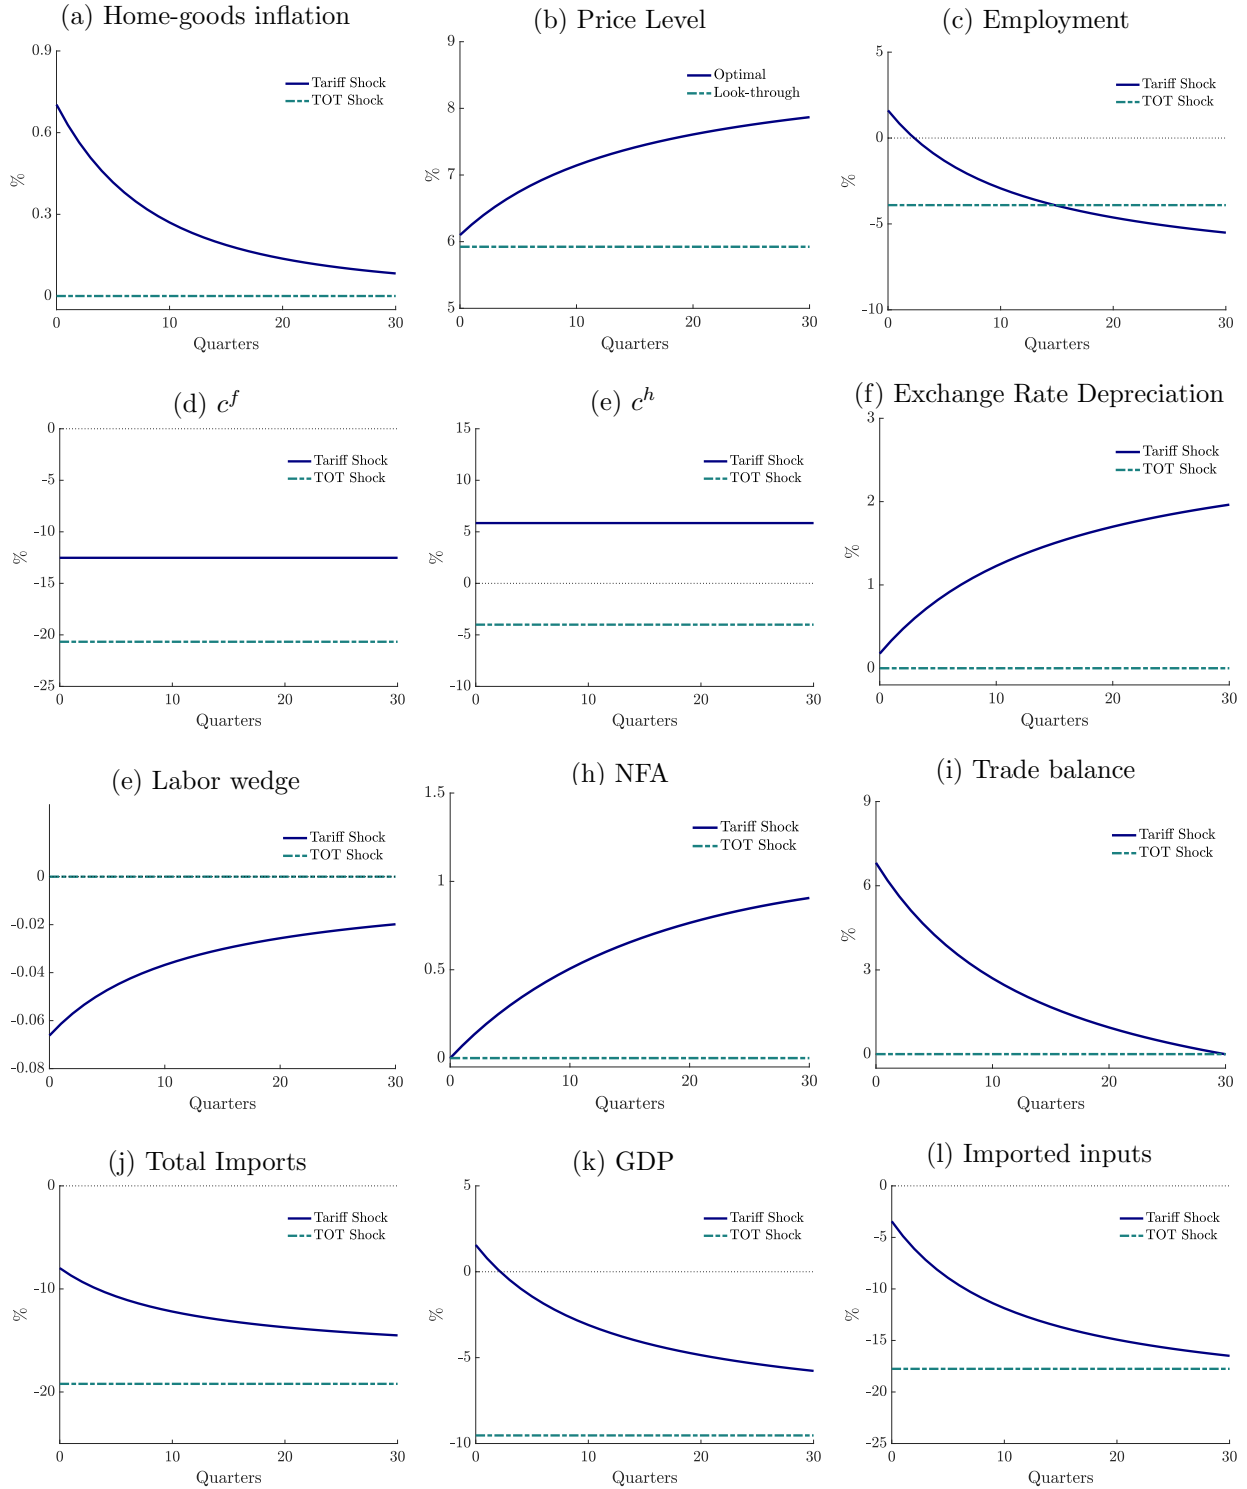 (a) Home-goods inflation
0.9
0.6
0.3
0
%
Tariff Shock
TOT Shock
0 10 20 30
Quarters
(b) Price Level
9
8
7
6
5
%
Optimal
Look-through
0 10 20 30
Quarters
(c) Employment
5
0
-5
-10
%
Tariff Shock
TOT Shock
0 10 20 30
Quarters
(d) c^f
0
-5
-10
-15
-20
-25
%
Tariff Shock
TOT Shock
0 10 20 30
Quarters
(e) c^h
15
10
5
0
-5
-10
%
Tariff Shock
TOT Shock
0 10 20 30
Quarters
(f) Exchange Rate Depreciation
3
2
1
0
%
Tariff Shock
TOT Shock
0 10 20 30
Quarters
(e) Labor wedge
0
-0.02
-0.04
-0.06
-0.08
Tariff Shock
TOT Shock
0 10 20 30
Quarters
(h) NFA
1.5
1
0.5
0
Tariff Shock
TOT Shock
0 10 20 30
Quarters
(i) Trade balance
9
6
3
0
%
Tariff Shock
TOT Shock
0 10 20 30
Quarters
(j) Total Imports
0
-10
-20
%
Tariff Shock
TOT Shock
0 10 20 30
Quarters
(k) GDP
5
0
-5
-10
%
Tariff Shock
TOT Shock
0 10 20 30
Quarters
(l) Imported inputs
0
-5
-10
-15
-20
-25
%
Tariff Shock
TOT Shock
0 10 20 30
Quarters